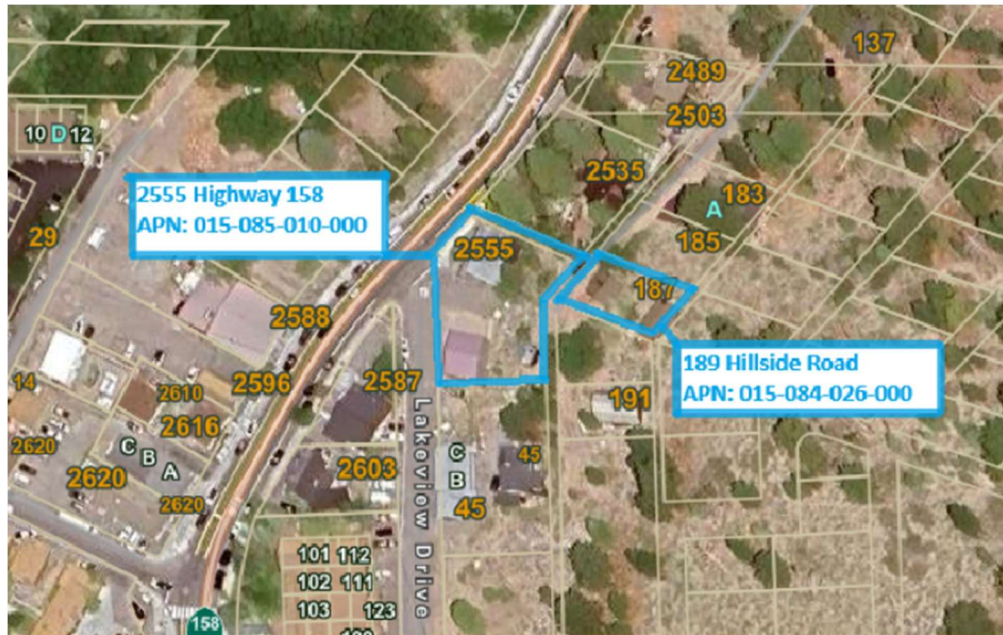 137
2489
2503
10 D 12
2535
2555 Highway 158
APN: 015-085-010-000
183
A
29
185
2555
187
2588
189 Hillside Road
APN: 015-084-026-000
14
2596
2587
2610
191
2616
Lakeview Drive
2620
C
B
A
2620
2603
C
B
45
45
2620
101 112
102 111
103 123
158